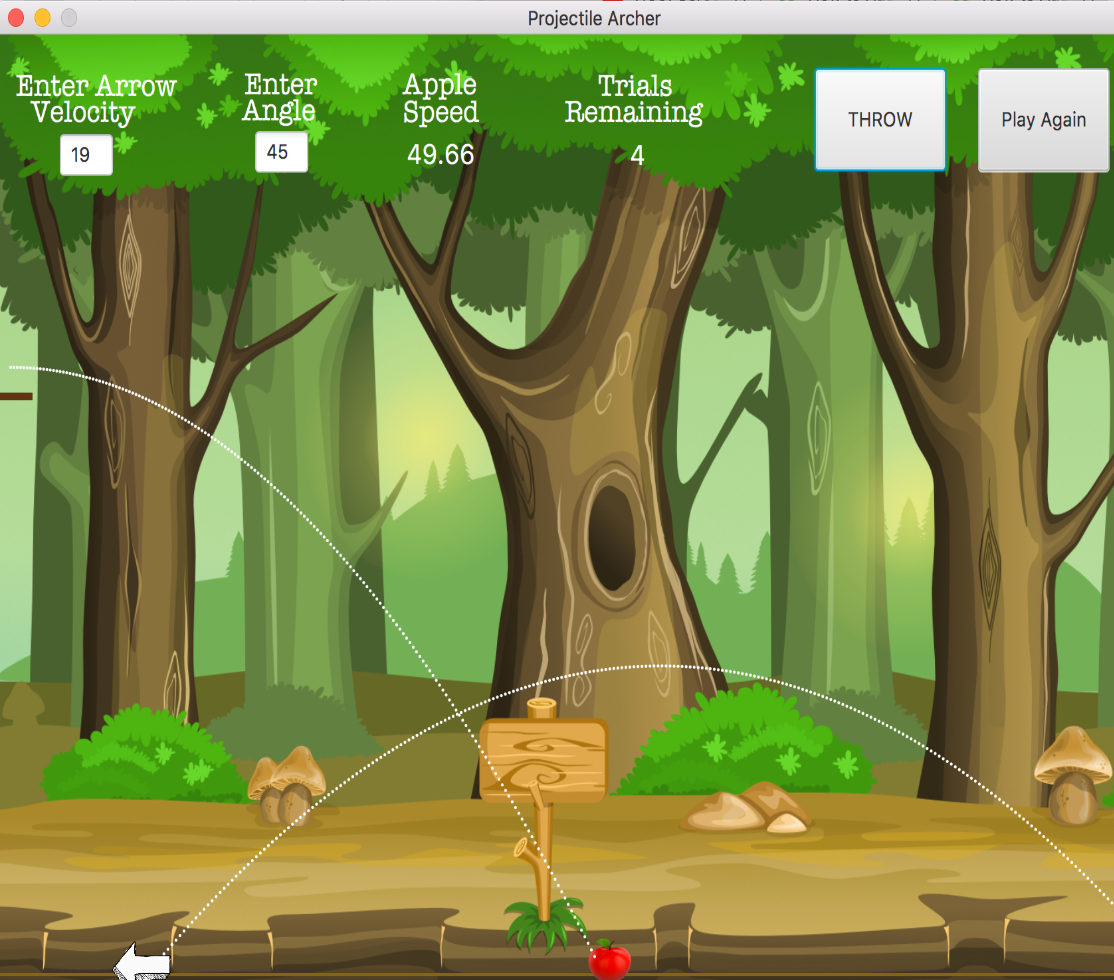 Projectile Archer
Enter Arrow
Velocity
19
Enter
Angle
45
Apple
Speed
49.66
Trials
Remaining
4
THROW
Play Again